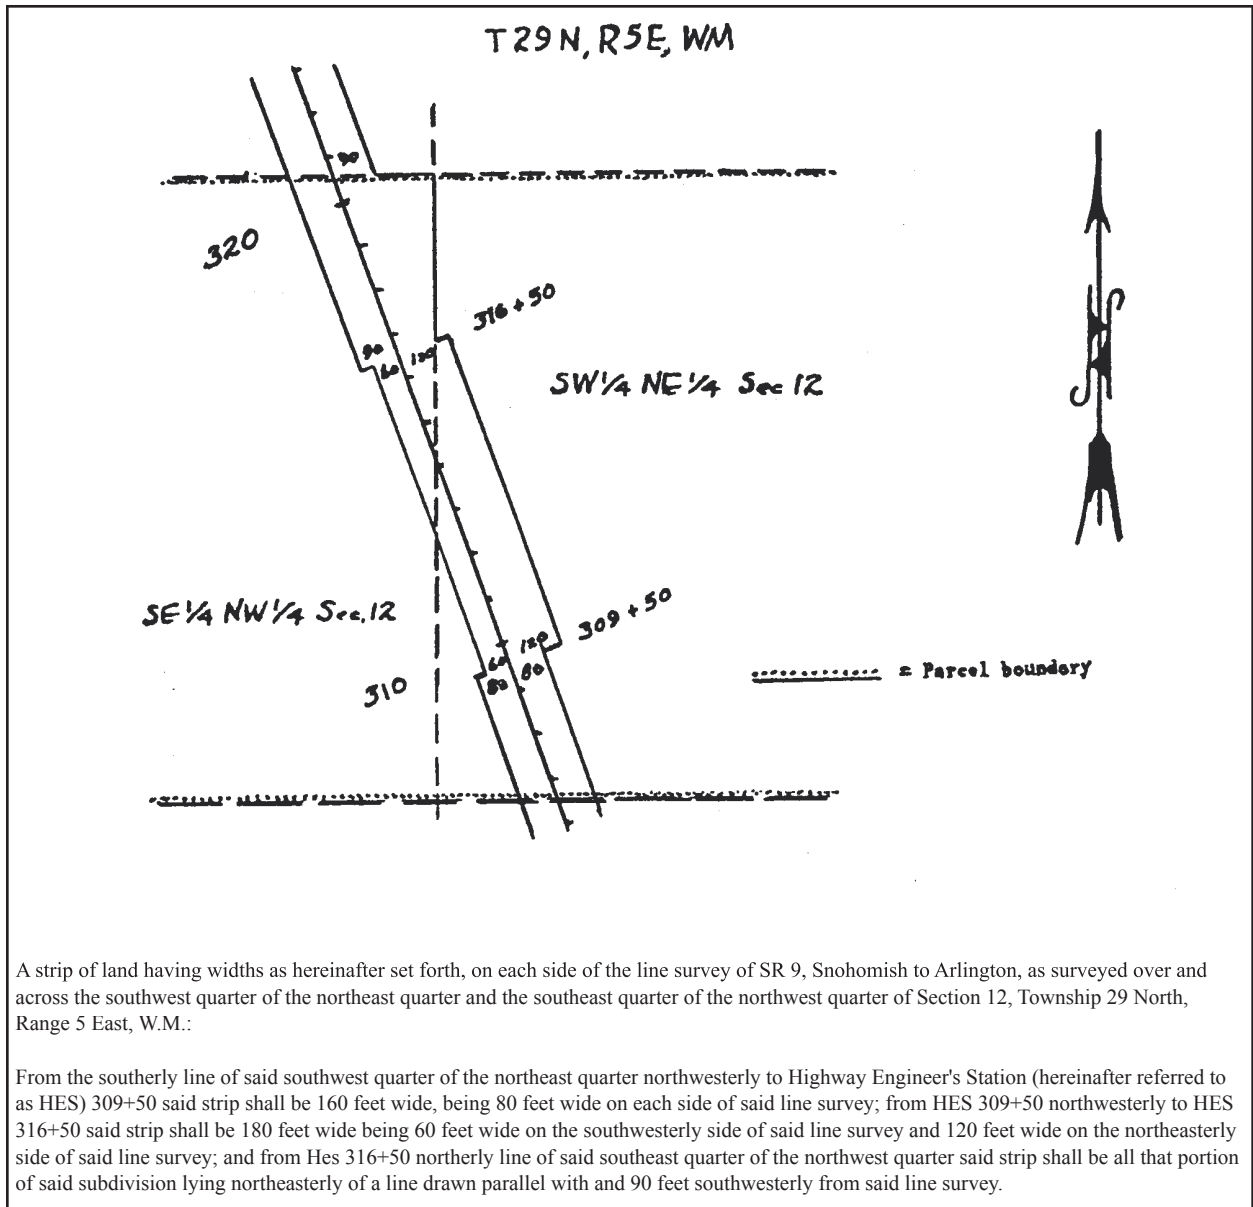 T29N, R5E, WM
90
320
316 + 50
90
60
120
SW 1/4 NE 1/4 Sec 12
SE 1/4 NW 1/4 Sec, 12
309 + 50
120
60
80
80
310
= Parcel boundary
A strip of land having widths as hereinafter set forth, on each side of the line survey of SR 9, Snohomish to Arlington, as surveyed over and
across the southwest quarter of the northeast quarter and the southeast quarter of the northwest quarter of Section 12, Township 29 North,
Range 5 East, W.M.:
From the southerly line of said southwest quarter of the northeast quarter northwesterly to Highway Engineer's Station (hereinafter referred to
as HES) 309+50 said strip shall be 160 feet wide, being 80 feet wide on each side of said line survey; from HES 309+50 northwesterly to HES
316+50 said strip shall be 180 feet wide being 60 feet wide on the southwesterly side of said line survey and 120 feet wide on the northeasterly
side of said line survey; and from Hes 316+50 northerly line of said southeast quarter of the northwest quarter said strip shall be all that portion
of said subdivision lying northeasterly of a line drawn parallel with and 90 feet southwesterly from said line survey.